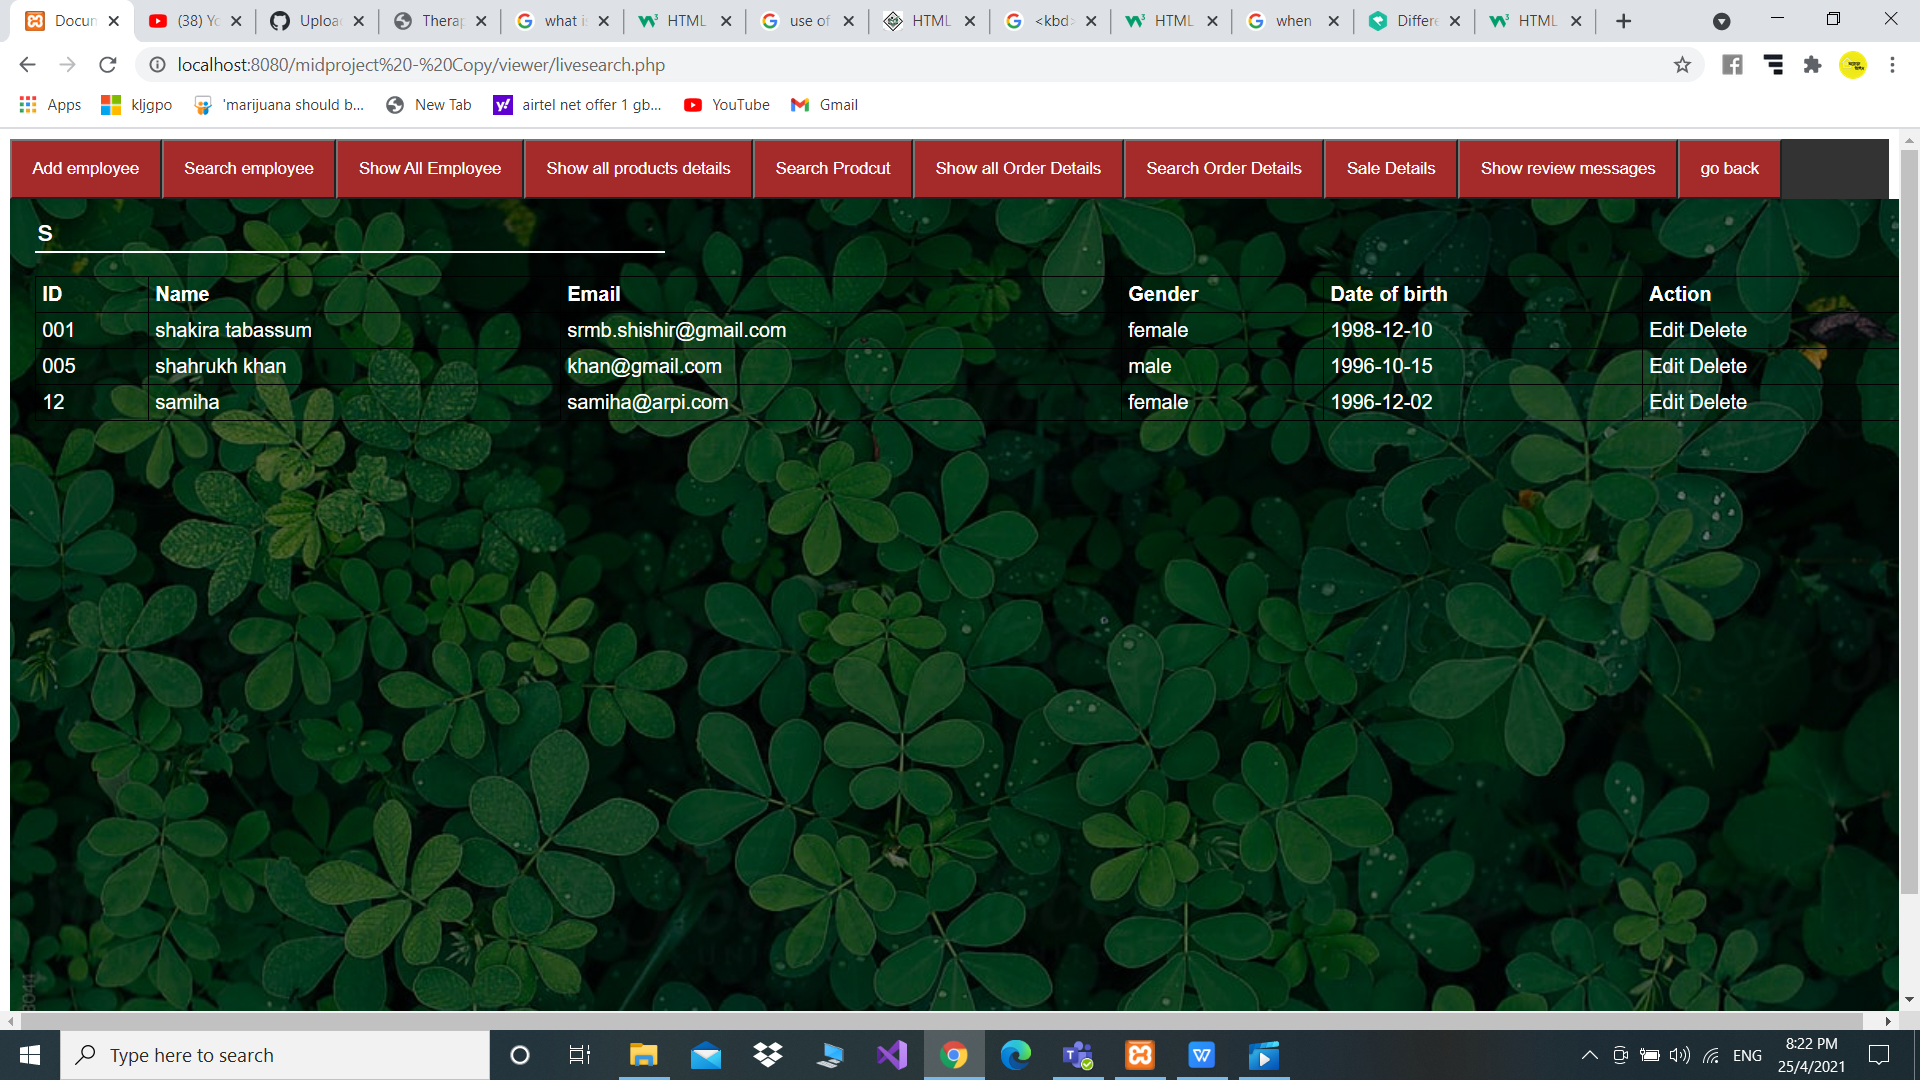 Docun
(38) Yo
Uploa
Therap
what is
HTML
use of
HTML
<kbd>
HTML
when
Differe
HTML
localhost:8080/midproject%20-%20Copy/viewer/livesearch.php
Apps kljgpo 'marijuana should b... New Tab airtel net offer 1 gb... YouTube Gmail
Add employee Search employee Show All Employee Show all products details Search Prodcut Show all Order Details Search Order Details Sale Details Show review messages go back
S
ID Name Email Gender Date of birth Action
001 shakira tabassum srmb.shishir@gmail.com female 1998-12-10 Edit Delete
005 shahrukh khan khan@gmail.com male 1996-10-15 Edit Delete
12 samiha samiha@arpi.com female 1996-12-02 Edit Delete
Type here to search
ENG
8:22 PM
25/4/2021